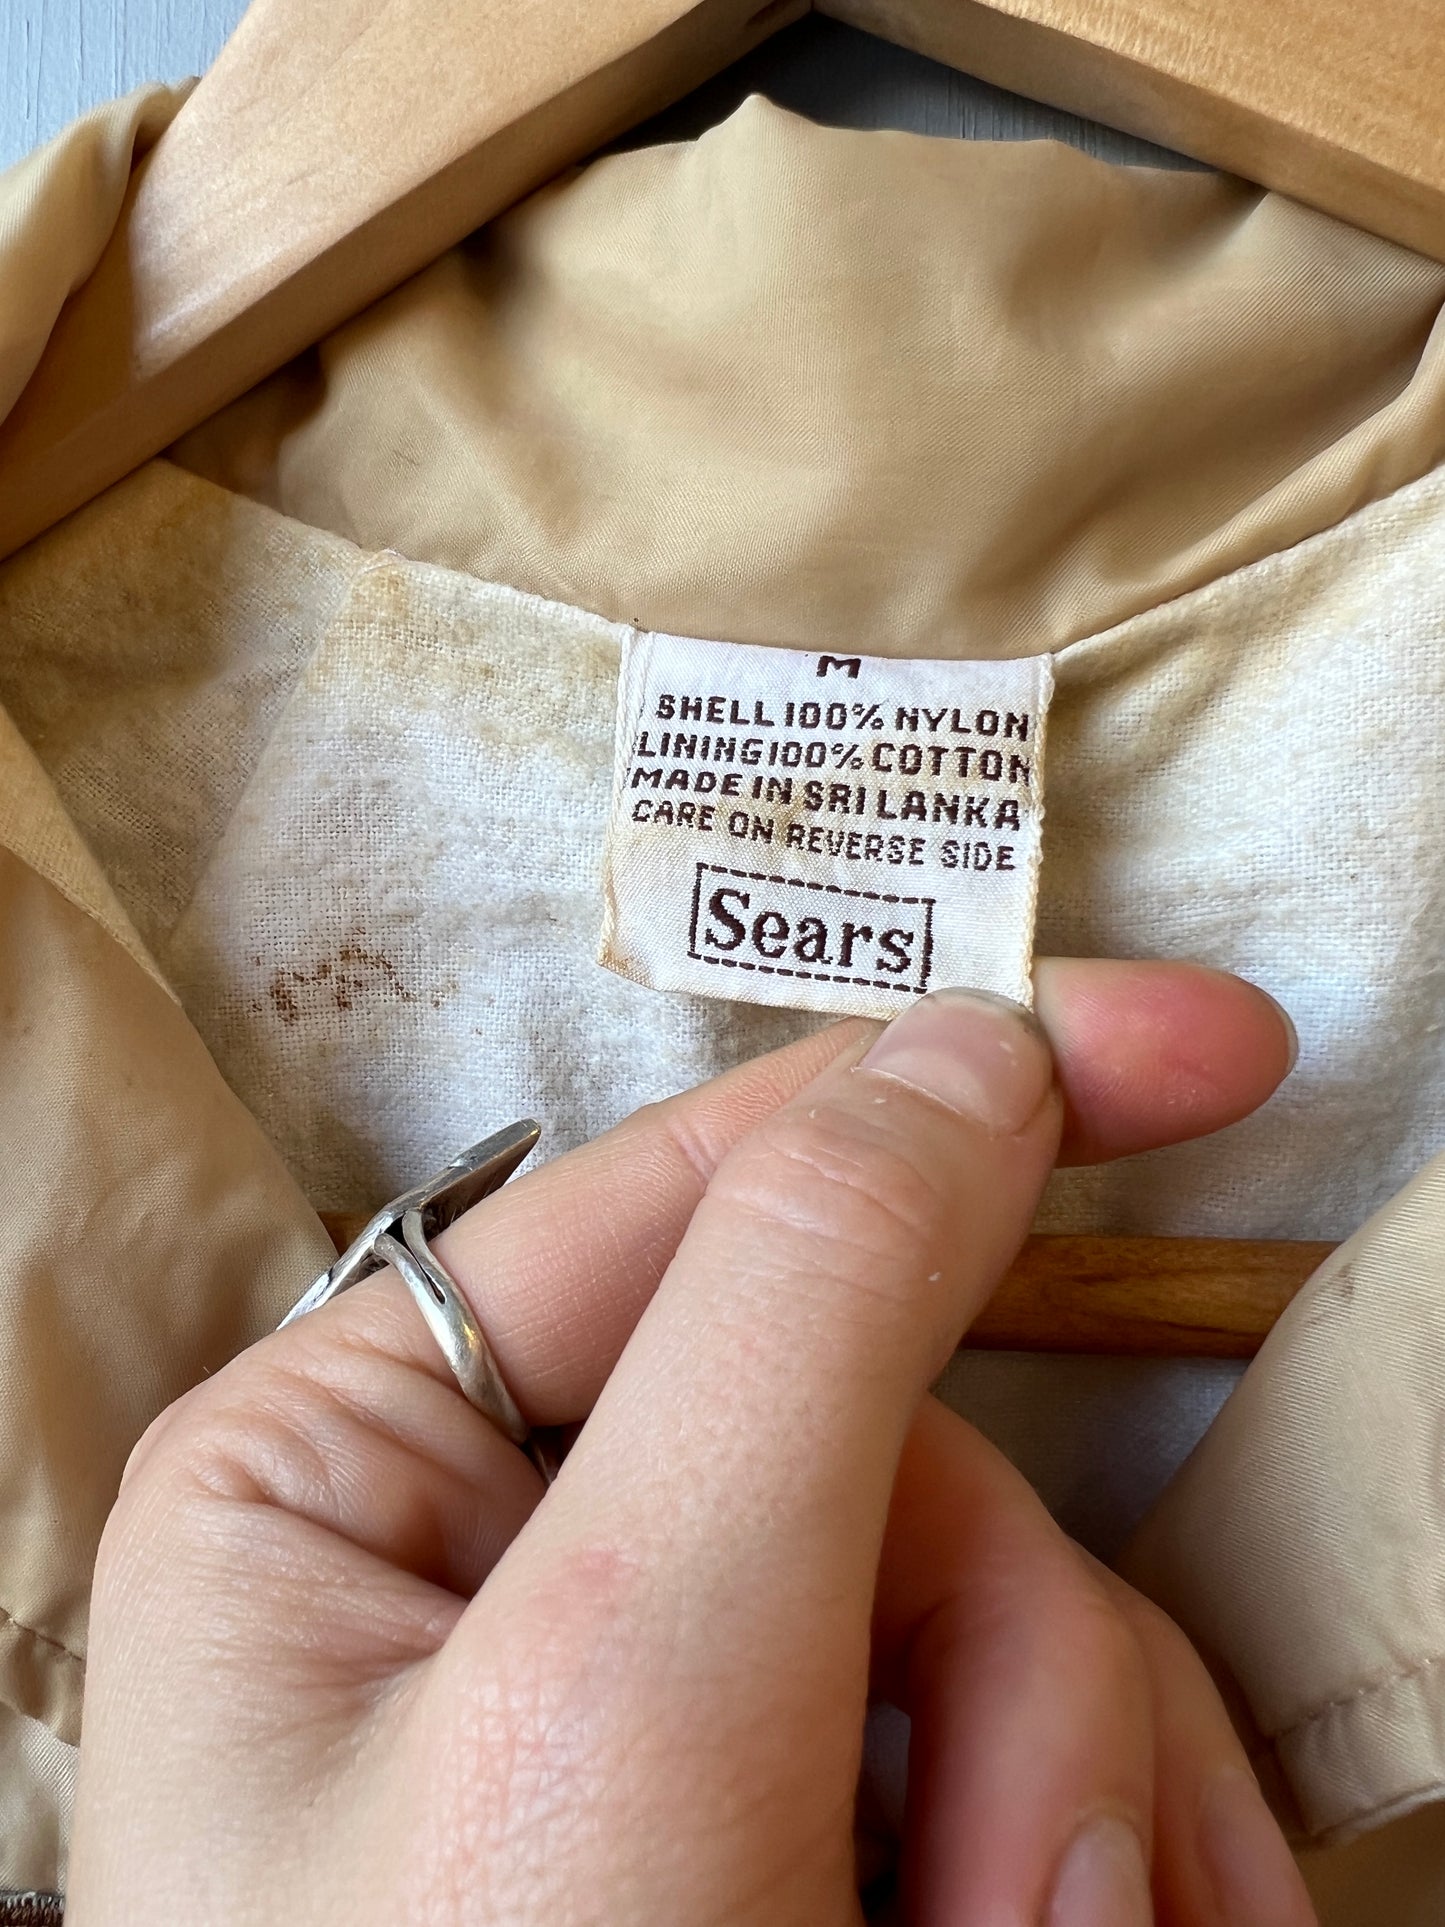 M
SHELL 100% NYLON
LINING 100% COTTON
MADE IN SRI LANKA
CARE ON REVERSE SIDE
Sears